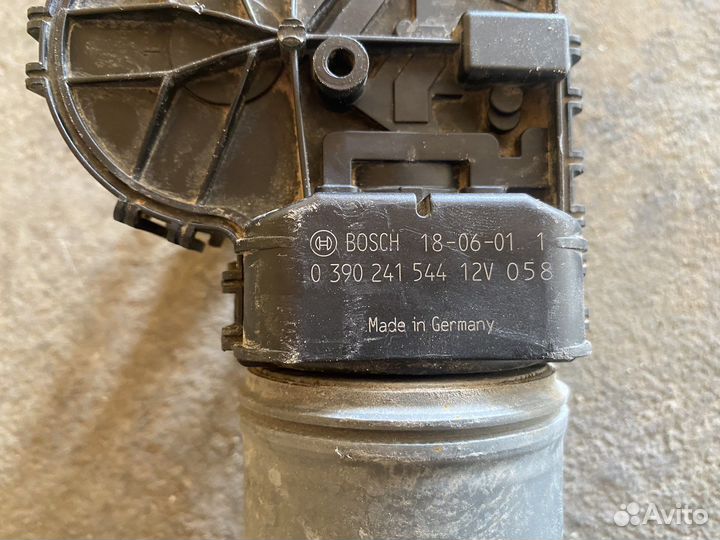 BOSCH 18-06-01 1
0 390 241 544 12V 058
Made in Germany
Avito